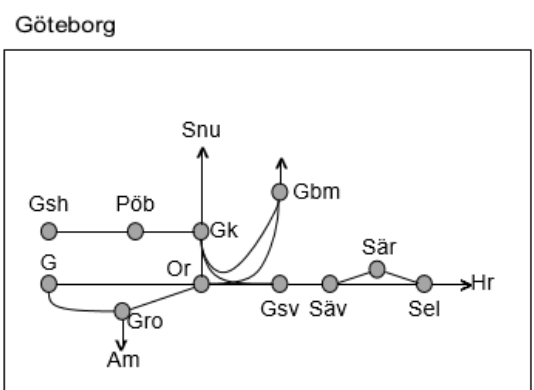 Göteborg
Snu
Gbm
Gsh Pöb Gk
Sär
G Or
Hr
Gro Gsv Säv Sel
Am